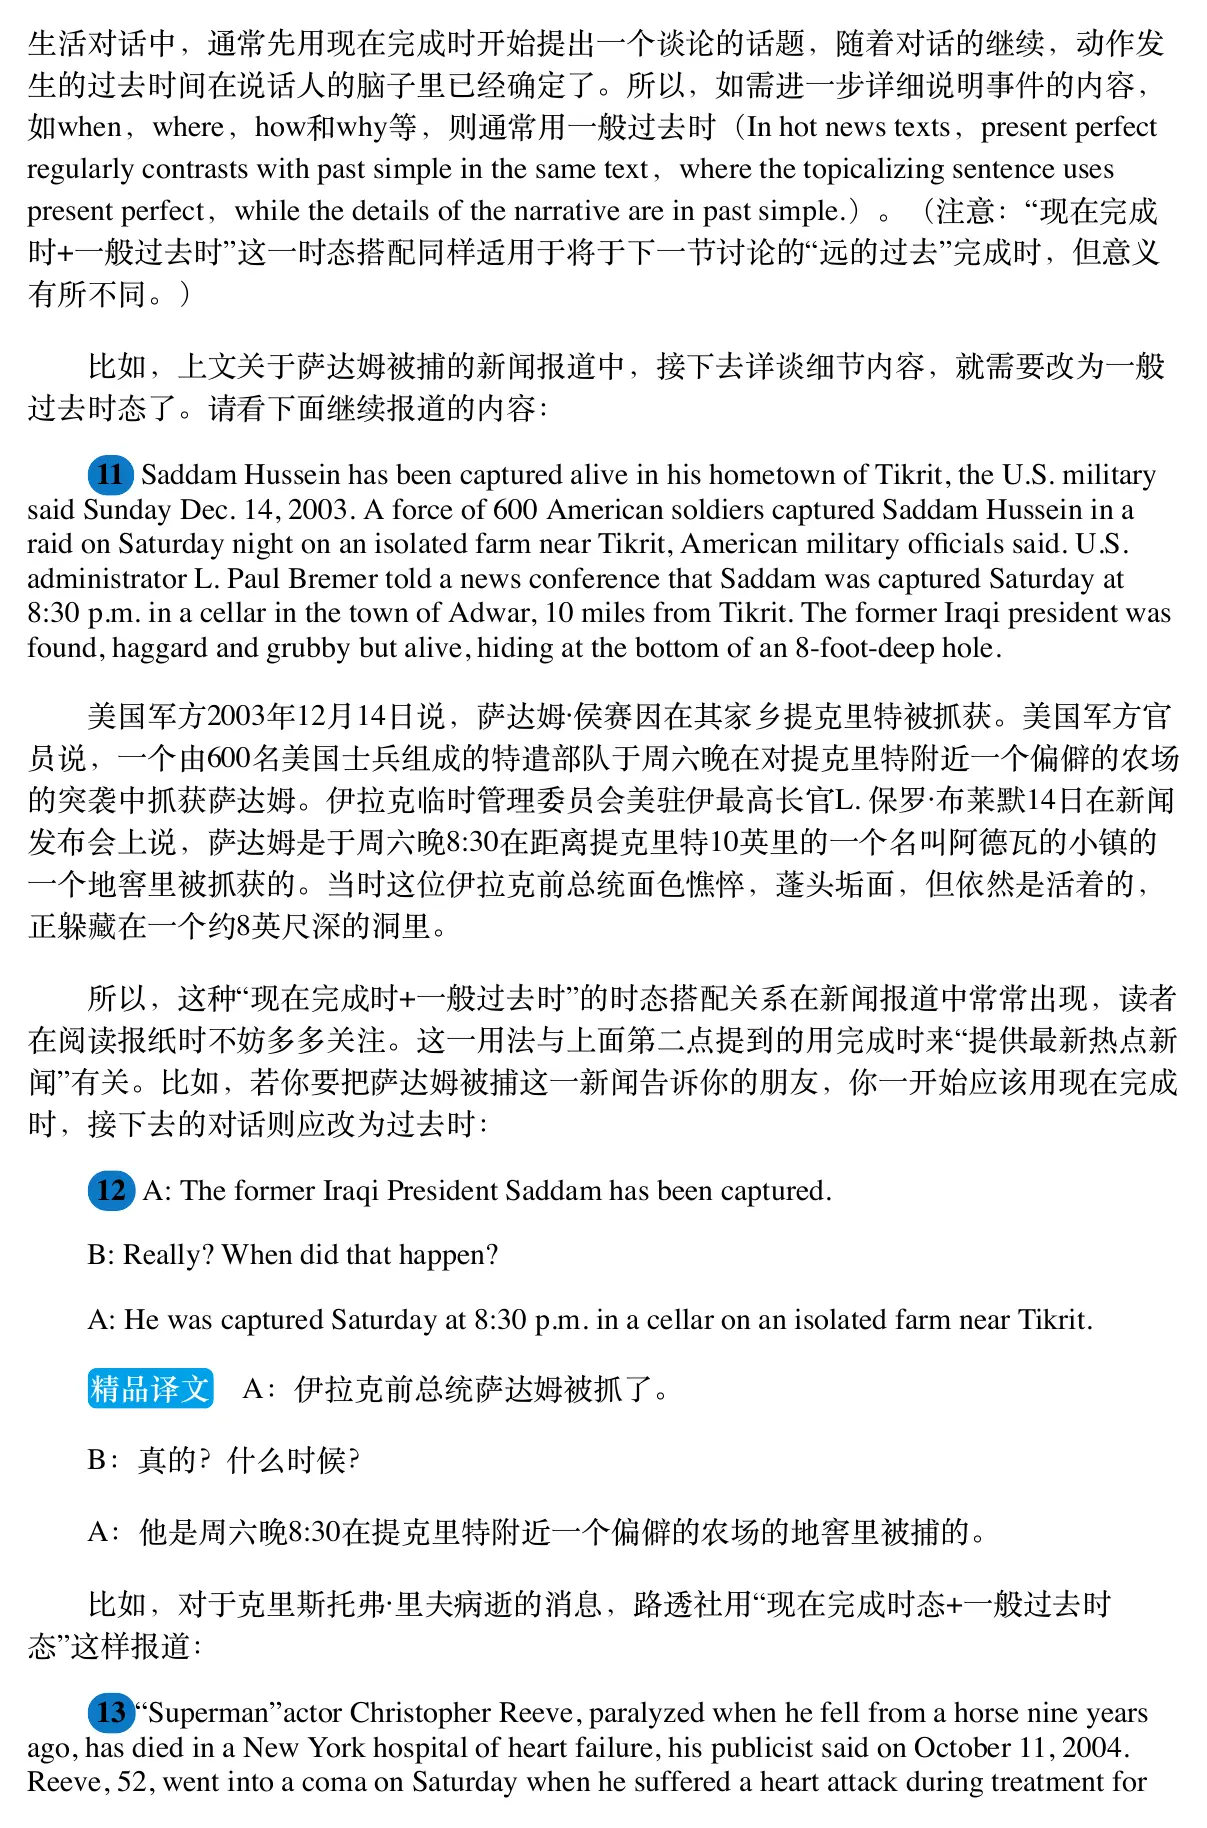 生活对话中，通常先用现在完成时开始提出一个谈论的话题，随着对话的继续，动作发
生的过去时间在说话人的脑子里已经确定了。所以，如需进一步详细说明事件的内容，
如when，where，how和why等，则通常用一般过去时（In hot news texts，present perfect
regularly contrasts with past simple in the same text，where the topicalizing sentence uses
present perfect，while the details of the narrative are in past simple.）。（注意：“现在完成
时+一般过去时”这一时态搭配同样适用于将于下一节讨论的“远的过去”完成时，但意义
有所不同。）
比如，上文关于萨达姆被捕的新闻报道中，接下去详谈细节内容，就需要改为一般
过去时态了。请看下面继续报道的内容：
11 Saddam Hussein has been captured alive in his hometown of Tikrit, the U.S. military
said Sunday Dec. 14, 2003. A force of 600 American soldiers captured Saddam Hussein in a
raid on Saturday night on an isolated farm near Tikrit, American military officials said. U.S.
administrator L. Paul Bremer told a news conference that Saddam was captured Saturday at
8:30 p.m. in a cellar in the town of Adwar, 10 miles from Tikrit. The former Iraqi president was
found, haggard and grubby but alive, hiding at the bottom of an 8-foot-deep hole.
美国军方2003年12月14日说，萨达姆·侯赛因在其家乡提克里特被抓获。美国军方官
员说，一个由600名美国士兵组成的特遣部队于周六晚在对提克里特附近一个偏僻的农场
的突袭中抓获萨达姆。伊拉克临时管理委员会美驻伊最高长官L. 保罗·布莱默14日在新闻
发布会上说，萨达姆是于周六晚8:30在距离提克里特10英里的一个名叫阿德瓦的小镇的
一个地窖里被抓获的。当时这位伊拉克前总统面色憔悴，蓬头垢面，但依然是活着的，
正躲藏在一个约8英尺深的洞里。
所以，这种“现在完成时+一般过去时”的时态搭配关系在新闻报道中常常出现，读者
在阅读报纸时不妨多多关注。这一用法与上面第二点提到的用完成时来“提供最新热点新
闻”有关。比如，若你要把萨达姆被捕这一新闻告诉你的朋友，你一开始应该用现在完成
时，接下去的对话则应改为过去时：
12 A: The former Iraqi President Saddam has been captured.
B: Really? When did that happen?
A: He was captured Saturday at 8:30 p.m. in a cellar on an isolated farm near Tikrit.
精品译文 A：伊拉克前总统萨达姆被抓了。
B：真的？什么时候？
A：他是周六晚8:30在提克里特附近一个偏僻的农场的地窖里被捕的。
比如，对于克里斯托弗·里夫病逝的消息，路透社用“现在完成时态+一般过去时
态”这样报道：
13 “Superman”actor Christopher Reeve, paralyzed when he fell from a horse nine years
ago, has died in a New York hospital of heart failure, his publicist said on October 11, 2004.
Reeve, 52, went into a coma on Saturday when he suffered a heart attack during treatment for